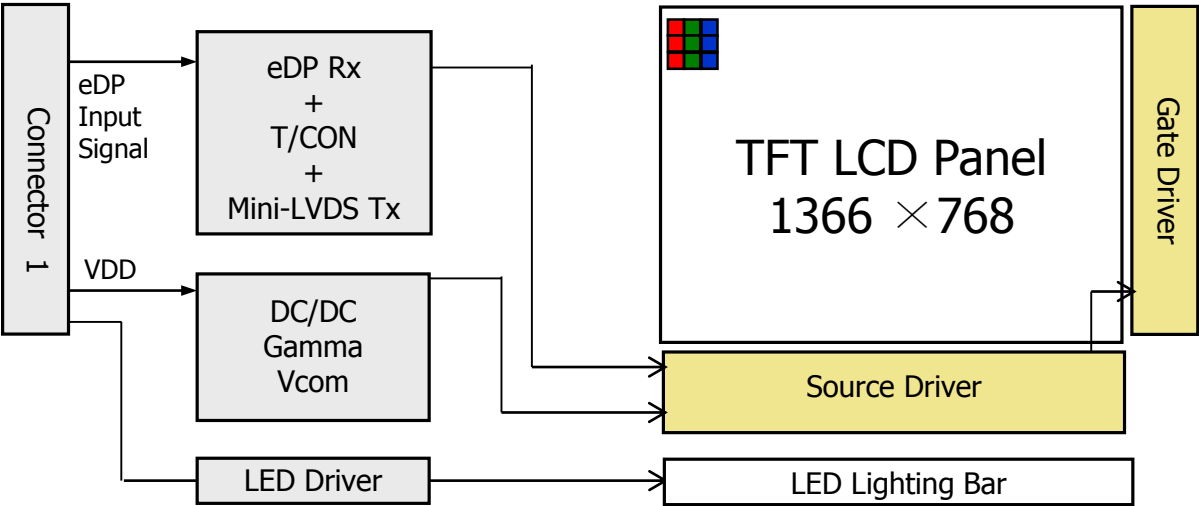 Connector 1
eDP
Input
Signal
VDD
eDP Rx
+
T/CON
+
Mini-LVDS Tx
DC/DC
Gamma
Vcom
LED Driver
TFT LCD Panel
1366 ×768
Gate Driver
Source Driver
LED Lighting Bar